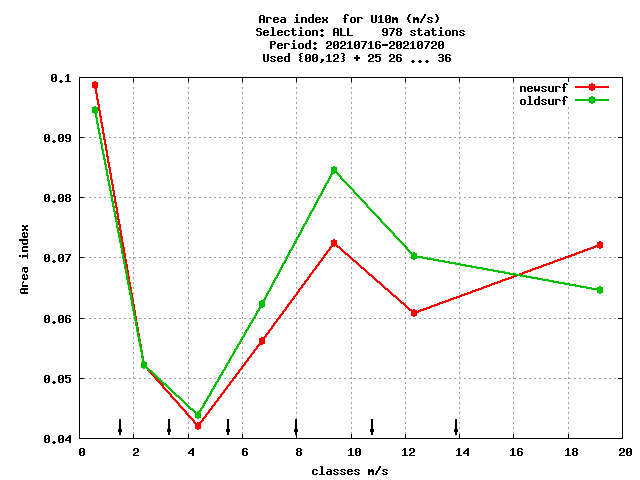 Area index  for U10m (m/s)
Selection: ALL    978 stations
Period: 20210716-20210720
Used {00,12} + 25 26 ... 36
newsurf
oldsurf
0.1
0.09
0.08
0.07
0.06
0.05
0.04
Area index
0 2 4 6 8 10 12 14 16 18 20
classes m/s